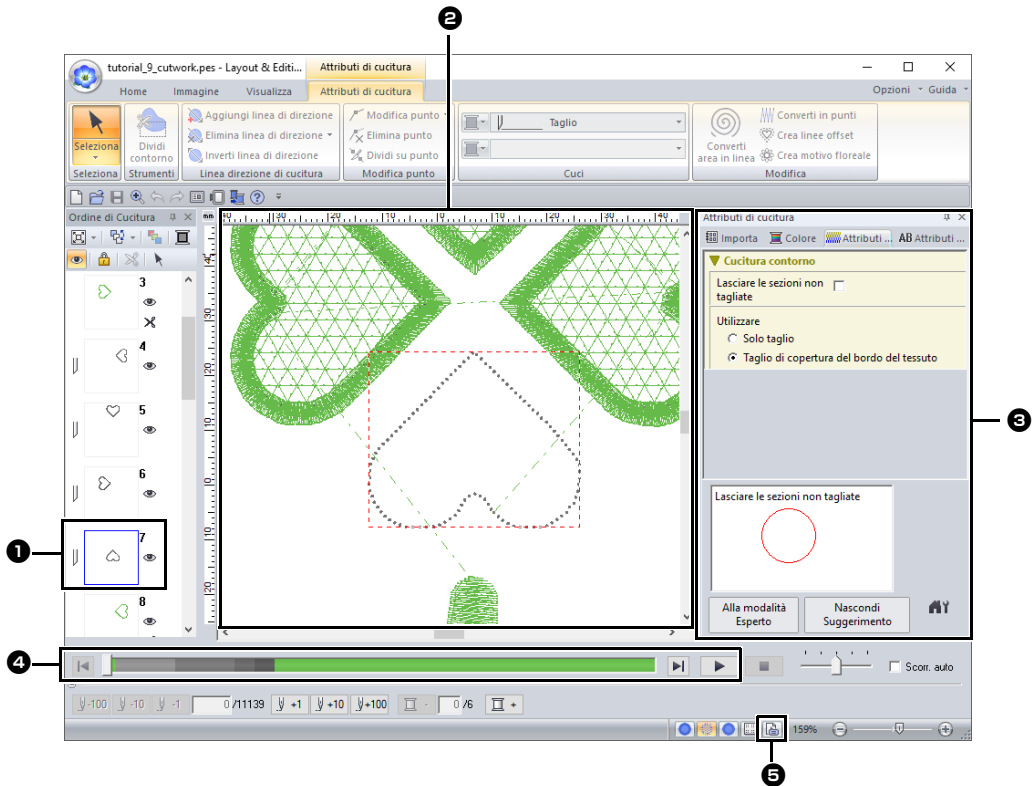 2
tutorial_9_cutwork.pes - Layout & Editi...
Attributi di cucitura
Home Immagine Visualizza Attributi di cucitura
Opzioni Guida
Seleziona
Dividi contorno
Aggiungi linea di direzione
Elimina linea di direzione
Inverti linea di direzione
Modifica punto
Elimina punto
Dividi su punto
Taglio
Converti area in linea
Converti in punti
Crea linee offset
Crea motivo floreale
Seleziona Strumenti Linea direzione di cucitura Modifica punto Cuci Modifica
Ordine di Cucitura
mm
Attributi di cucitura
Importa Colore Attributi ... AB Attributi ...
Cucitura contorno
Lasciare le sezioni non tagliate
Utilizzare
Solo taglio
Taglio di copertura del bordo del tessuto
3
4
5
6
7
8
1
3
Lasciare le sezioni non tagliate
Alla modalità Esperto
Nascondi Suggerimento
4
Scorr. auto
-100 -10 -1 0 /11139 +1 +10 +100 - 0 /6 +
159%
5